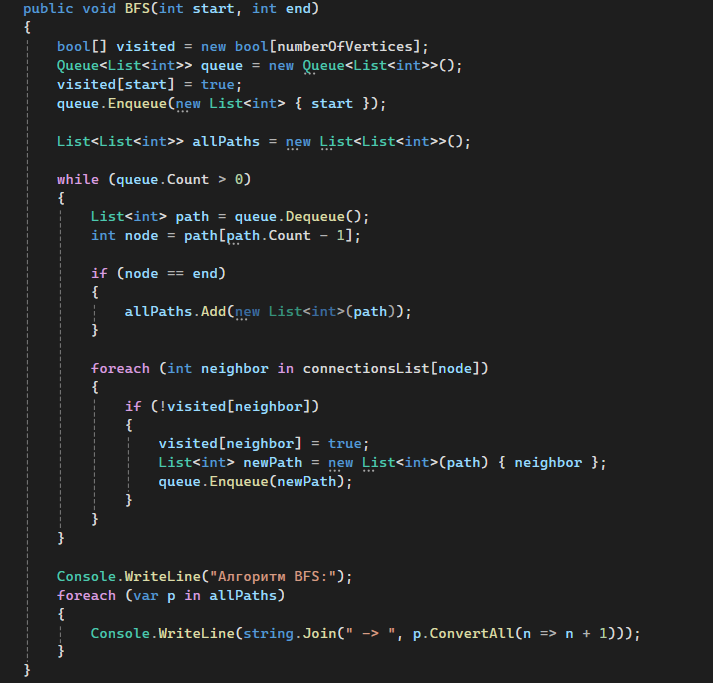 public void BFS(int start, int end)
{
    bool[] visited = new bool[numberOfVertices];
    Queue<List<int>> queue = new Queue<List<int>>();
    visited[start] = true;
    queue.Enqueue(new List<int> { start });

    List<List<int>> allPaths = new List<List<int>>();

    while (queue.Count > 0)
    {
        List<int> path = queue.Dequeue();
        int node = path[path.Count - 1];

        if (node == end)
        {
            allPaths.Add(new List<int>(path));
        }

        foreach (int neighbor in connectionsList[node])
        {
            if (!visited[neighbor])
            {
                visited[neighbor] = true;
                List<int> newPath = new List<int>(path) { neighbor };
                queue.Enqueue(newPath);
            }
        }
    }

    Console.WriteLine("Алгоритм BFS:");
    foreach (var p in allPaths)
    {
        Console.WriteLine(string.Join(" -> ", p.ConvertAll(n => n + 1)));
    }
}